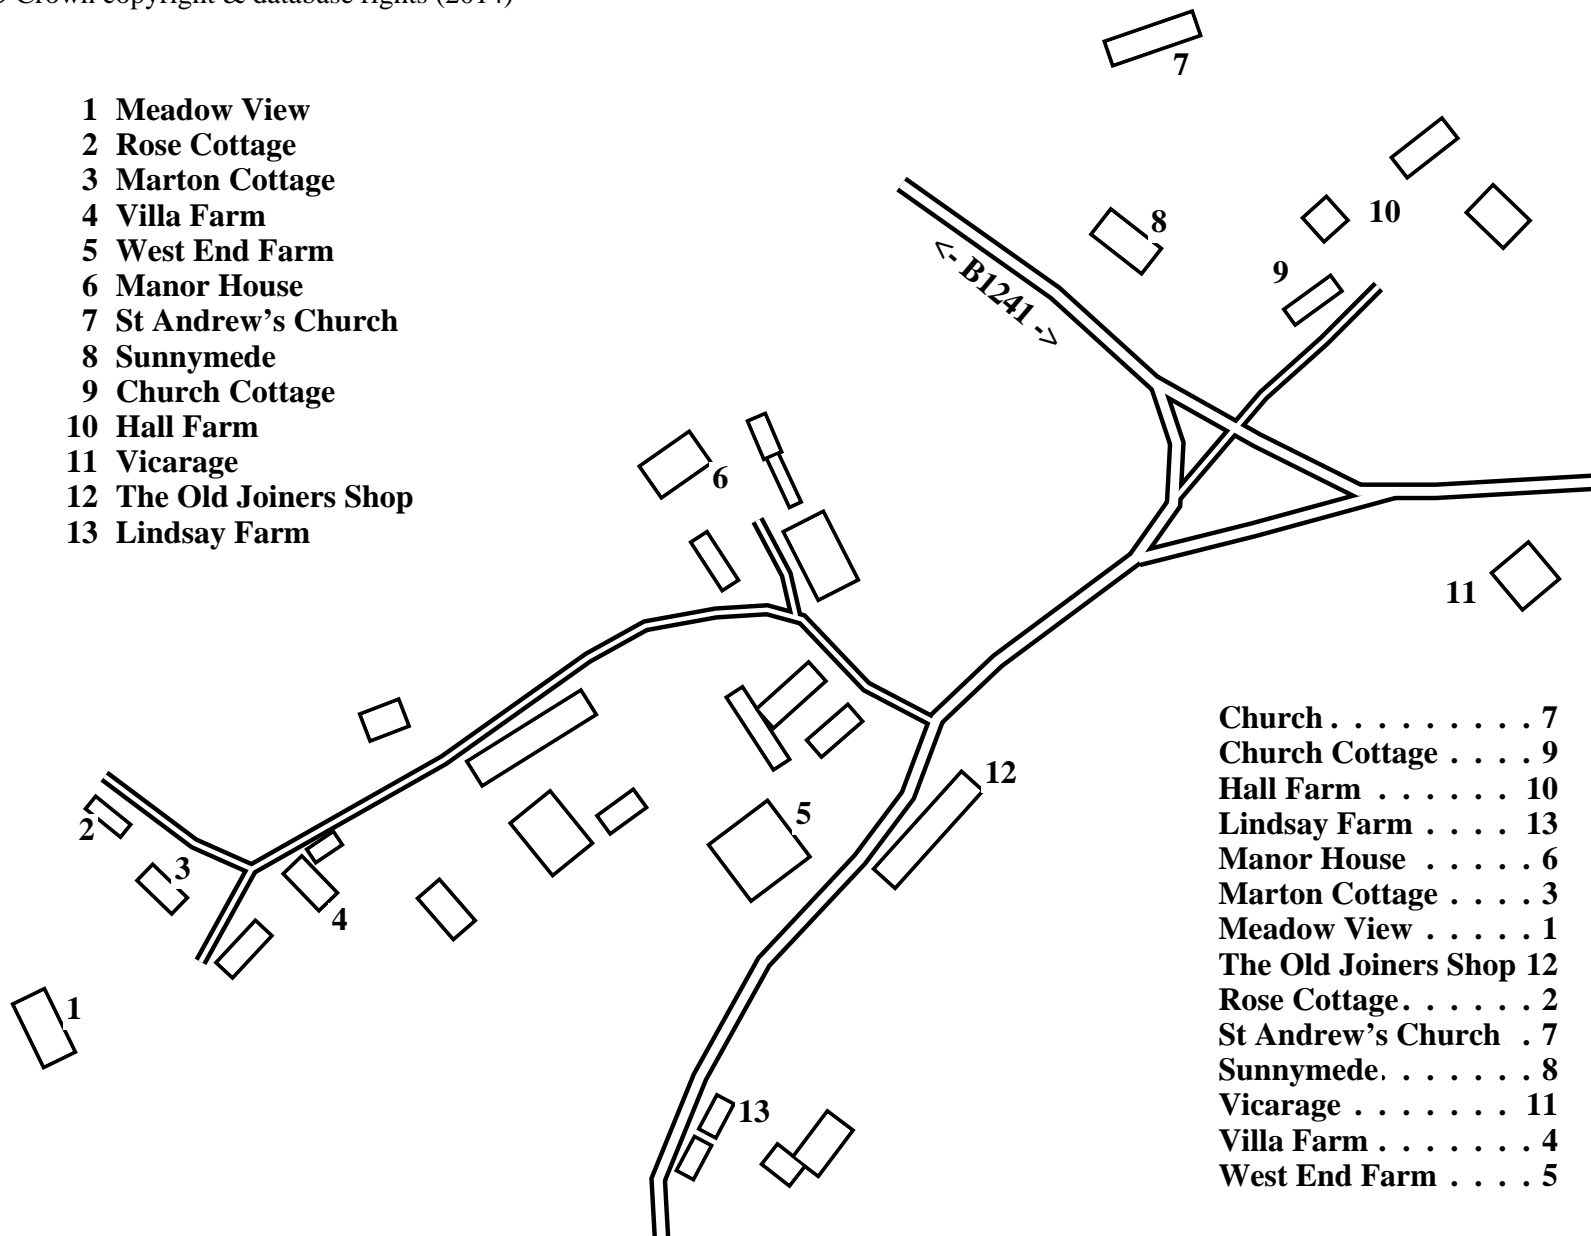 Crown copyright & database rights (2014)
1 Meadow View
2 Rose Cottage
3 Marton Cottage
4 Villa Farm
5 West End Farm
6 Manor House
7 St Andrew’s Church
8 Sunnymede
9 Church Cottage
10 Hall Farm
11 Vicarage
12 The Old Joiners Shop
13 Lindsay Farm
7
10
8
9
<- B1241 ->
6
11
12
5
2
3
4
1
13
Church . . . . . . . . . 7
Church Cottage . . . . 9
Hall Farm . . . . . . 10
Lindsay Farm . . . . 13
Manor House . . . . . 6
Marton Cottage . . . . 3
Meadow View . . . . . 1
The Old Joiners Shop 12
Rose Cottage . . . . . . 2
St Andrew’s Church . . 7
Sunnymede . . . . . . . 8
Vicarage . . . . . . . 11
Villa Farm . . . . . . . 4
West End Farm . . . . 5